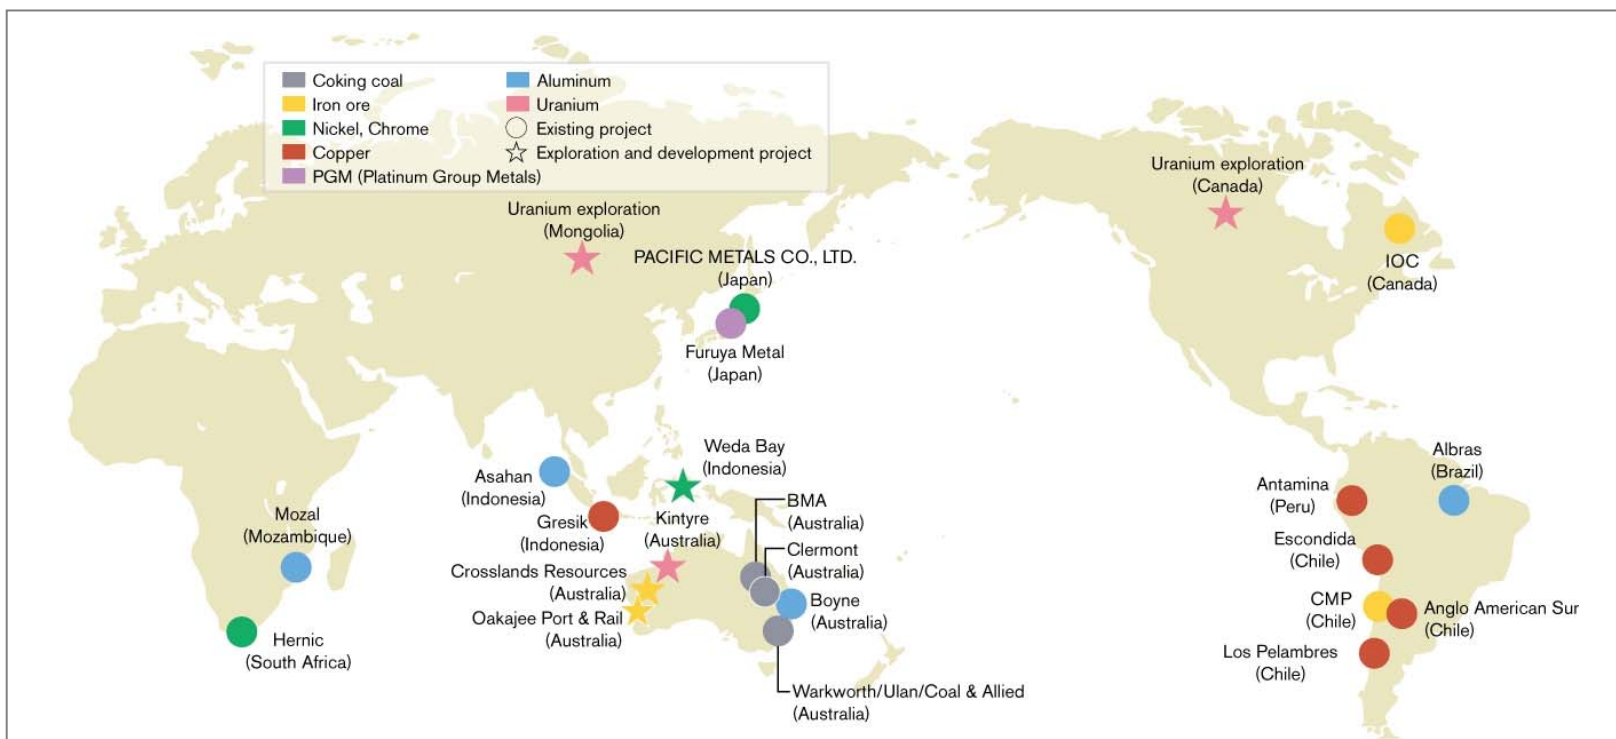 Coking coal
Iron ore
Nickel, Chrome
Copper
PGM (Platinum Group Metals)
Aluminum
Uranium
Existing project
Exploration and development project
Uranium exploration
(Mongolia)
PACIFIC METALS CO., LTD.
(Japan)
Furuya Metal
(Japan)
Uranium exploration
(Canada)
IOC
(Canada)
Weda Bay
(Indonesia)
Asahan
(Indonesia)
Gresik
(Indonesia)
Kintyre
(Australia)
BMA
(Australia)
Clermont
(Australia)
Mozal
(Mozambique)
Crosslands Resources
(Australia)
Oakajee Port & Rail
(Australia)
Boyne
(Australia)
Hernic
(South Africa)
Warkworth/Ulan/Coal & Allied
(Australia)
Albras
(Brazil)
Antamina
(Peru)
Escondida
(Chile)
CMP
(Chile)
Anglo American Sur
(Chile)
Los Pelambres
(Chile)